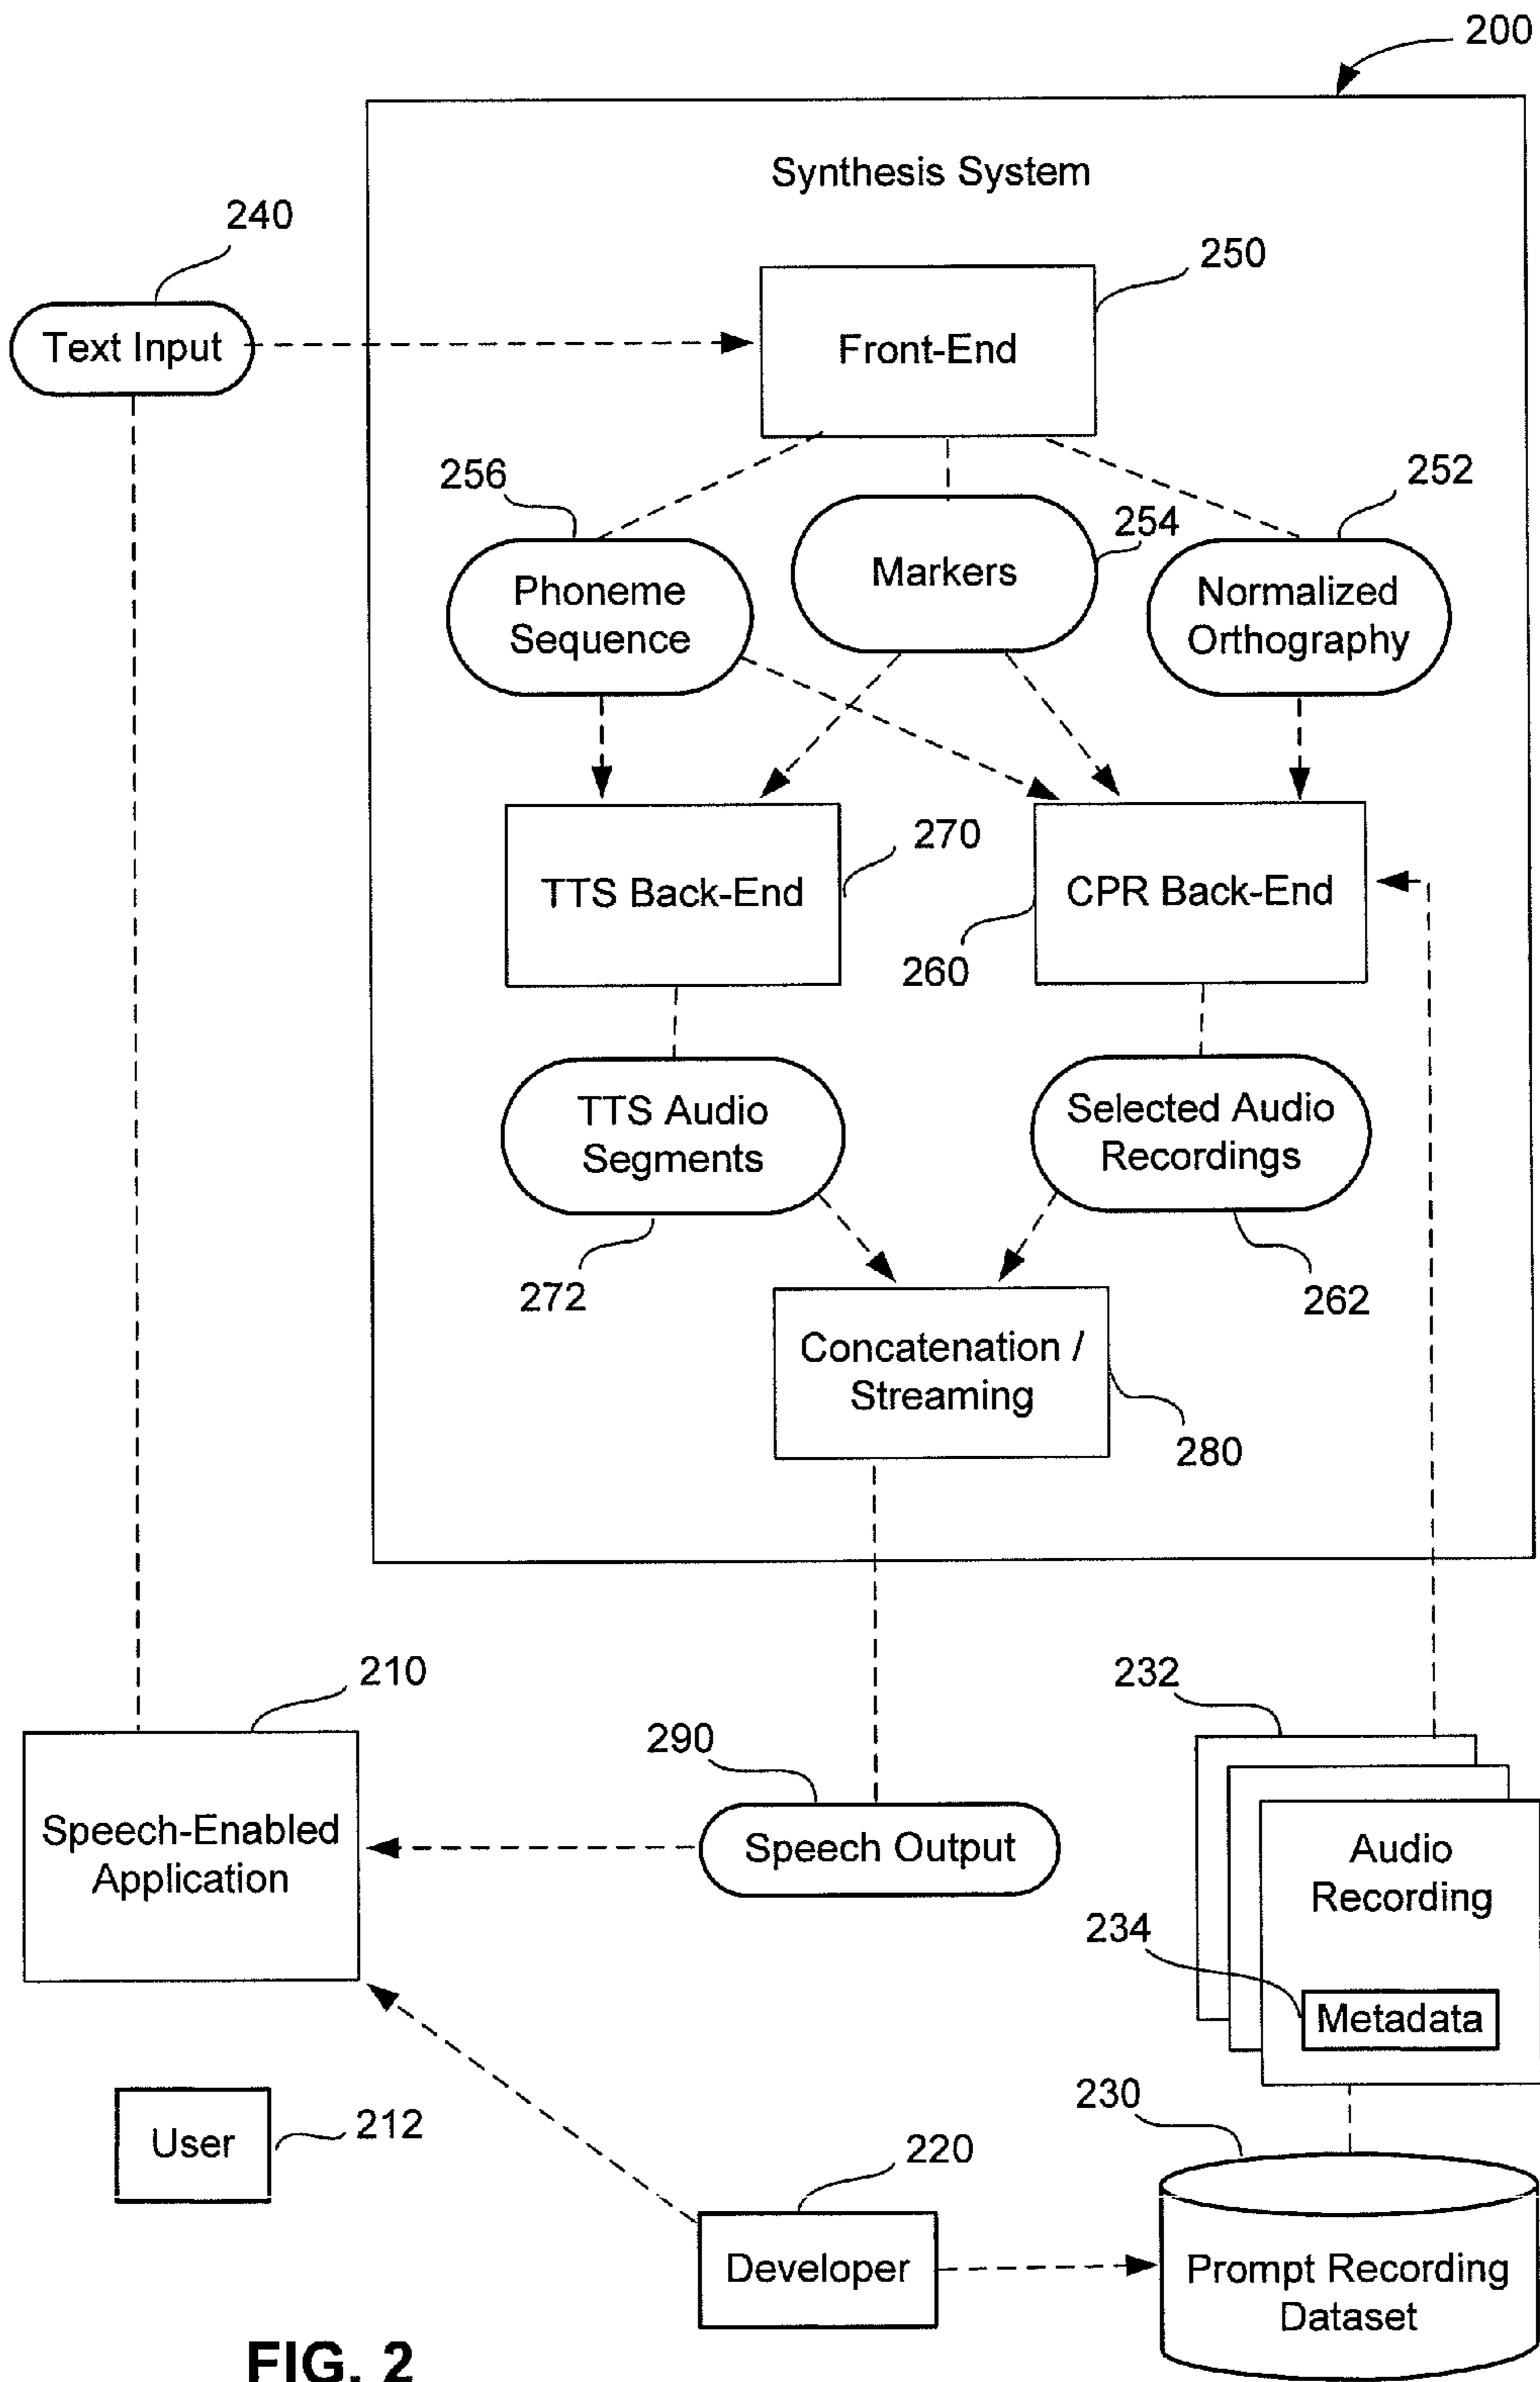 200
Synthesis System
240
250
Text Input
Front-End
256
252
254
Phoneme
Sequence
Markers
Normalized
Orthography
270
TTS Back-End
CPR Back-End
260
TTS Audio
Segments
Selected Audio
Recordings
272
262
Concatenation /
Streaming
280
210
232
290
Speech-Enabled
Application
Speech Output
Audio
Recording
234
Metadata
230
User
212
220
Developer
Prompt Recording
Dataset
FIG. 2